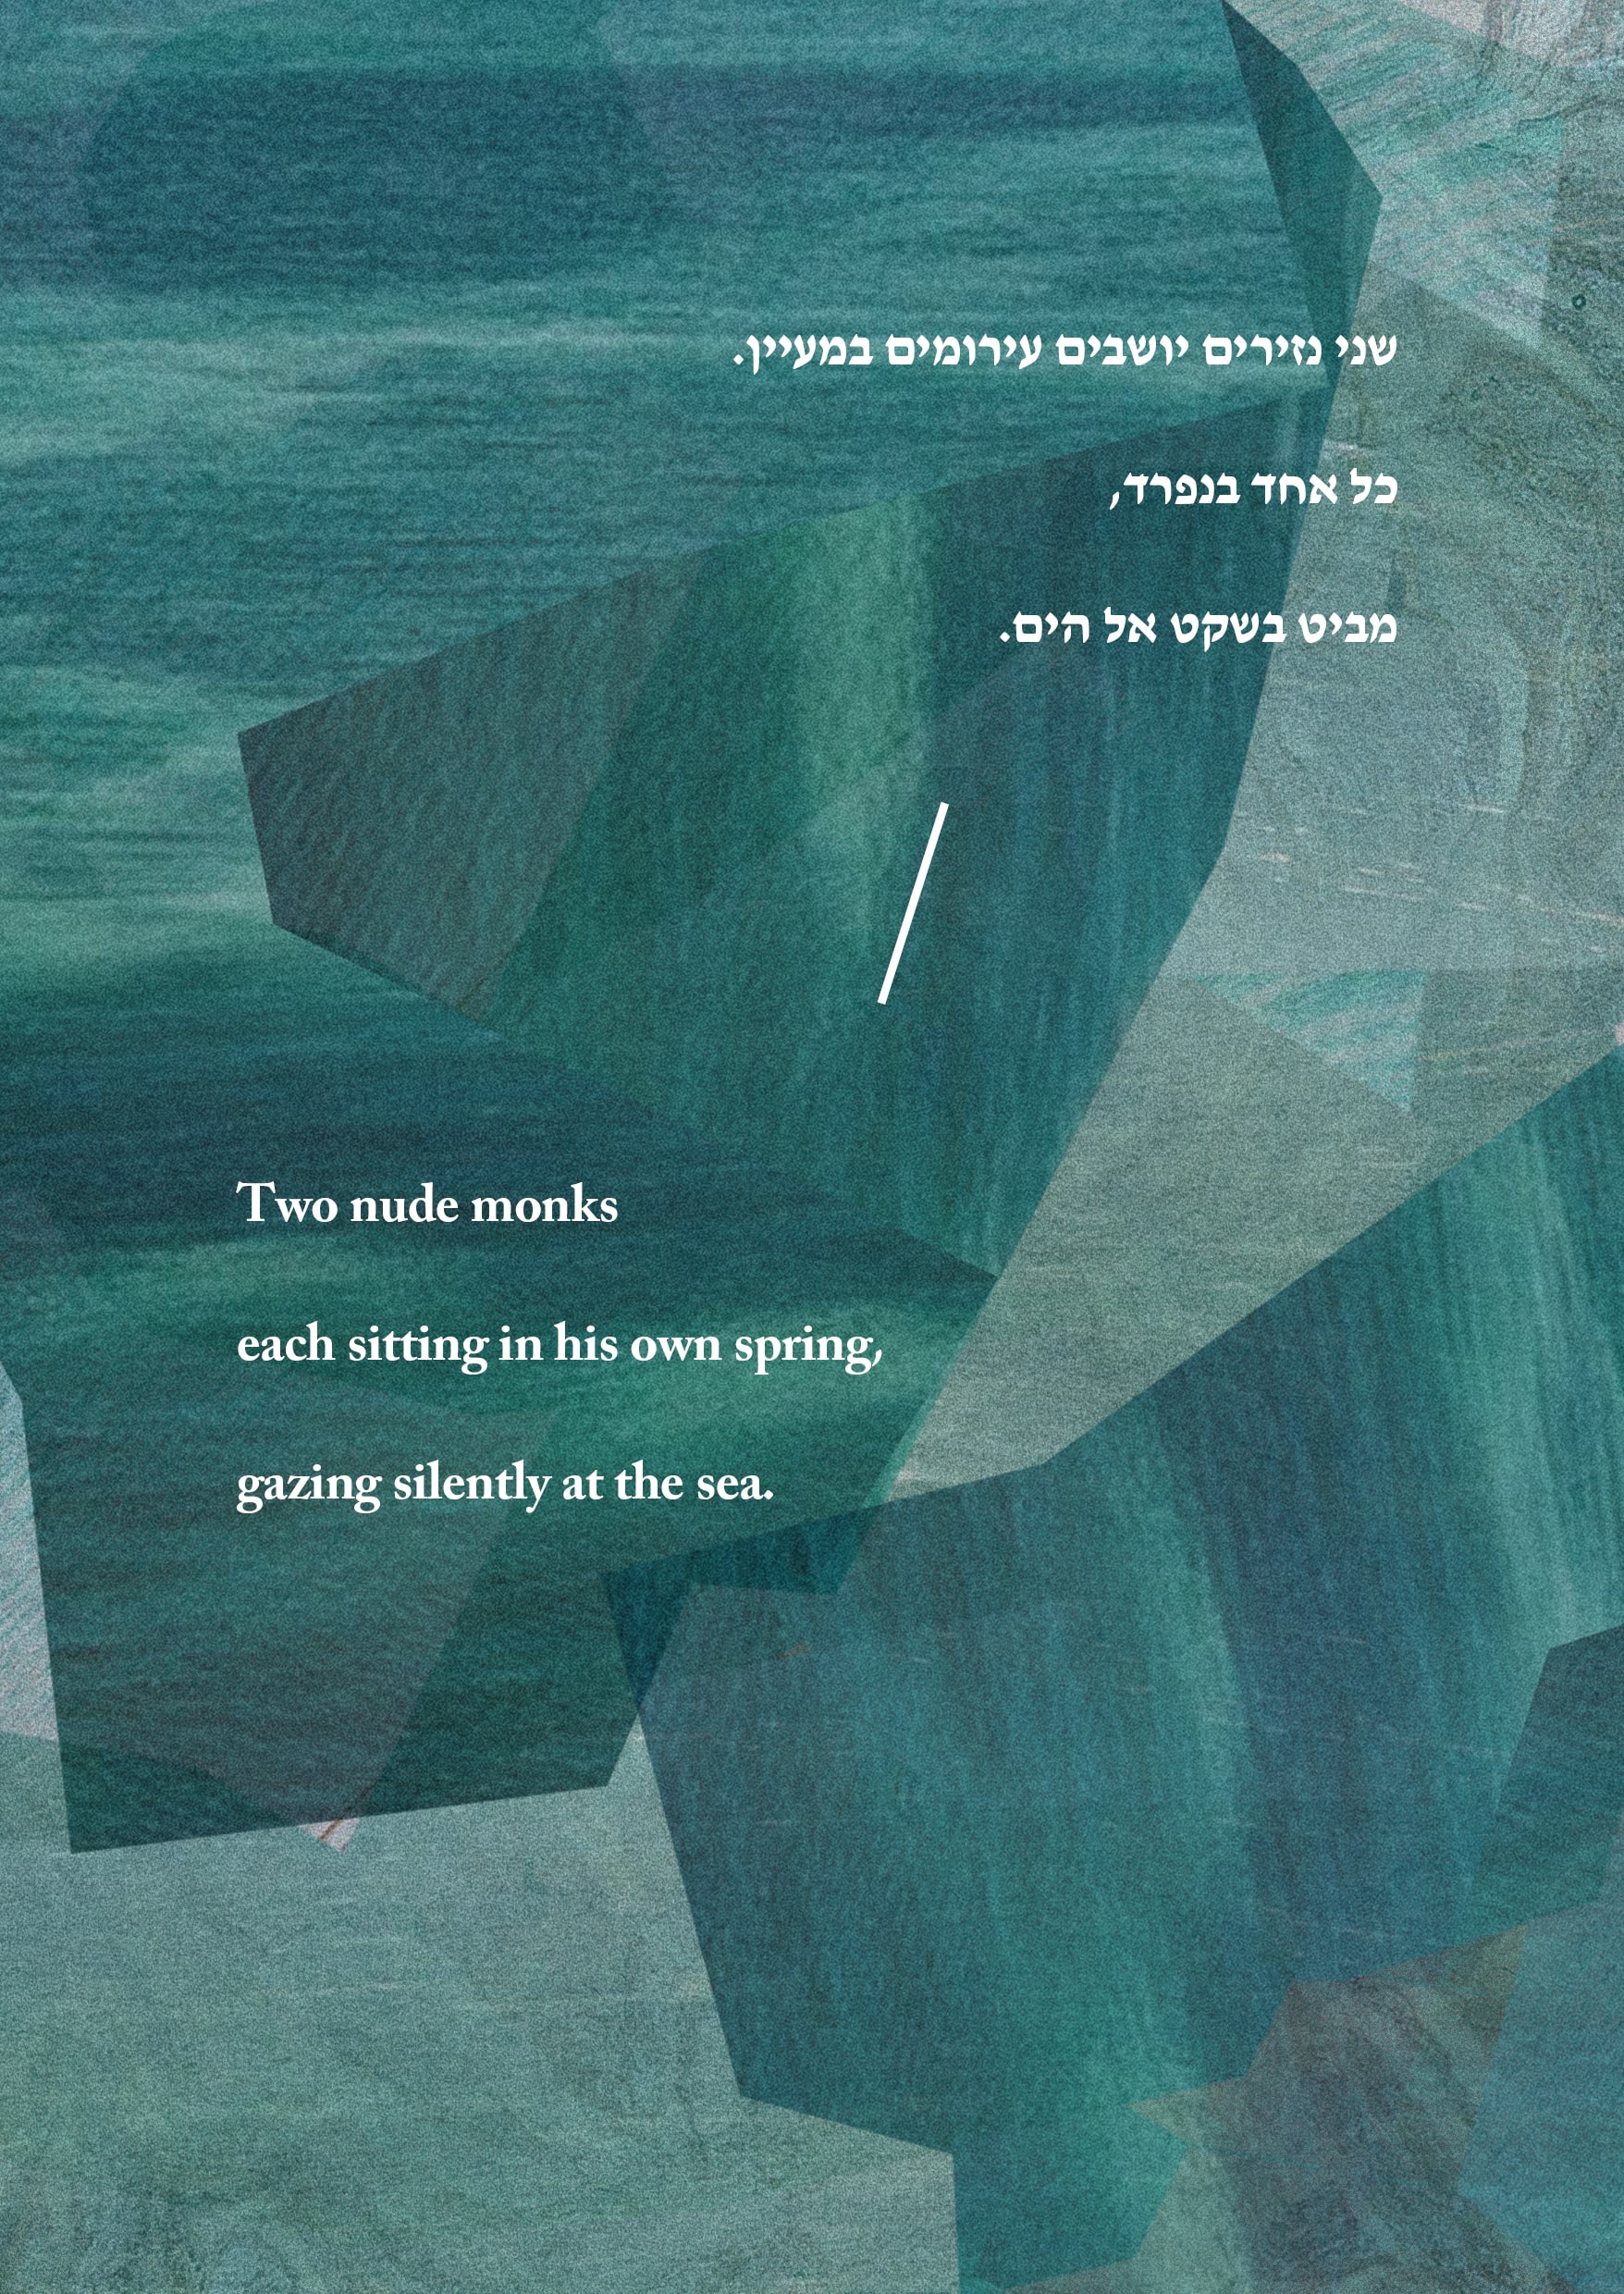 שני נזירים יושבים עירומים במעיין.
כל אחד בנפרד,
מביט בשקט אל הים.
Two nude monks
each sitting in his own spring,
gazing silently at the sea.